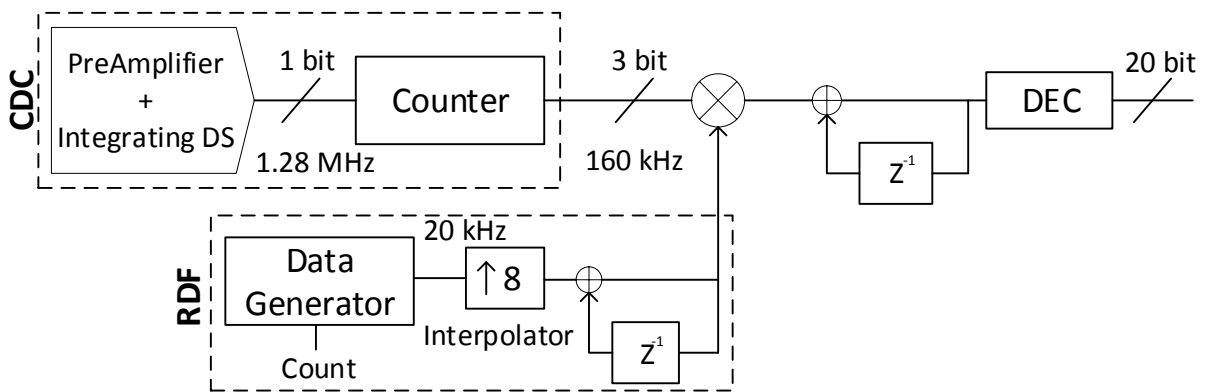 CDC
PreAmplifier
+
Integrating DS
1 bit
1.28 MHz
Counter
3 bit
160 kHz
DEC
20 bit
Z-1
RDF
Data
Generator
Count
20 kHz
↑ 8
Interpolator
Z-1